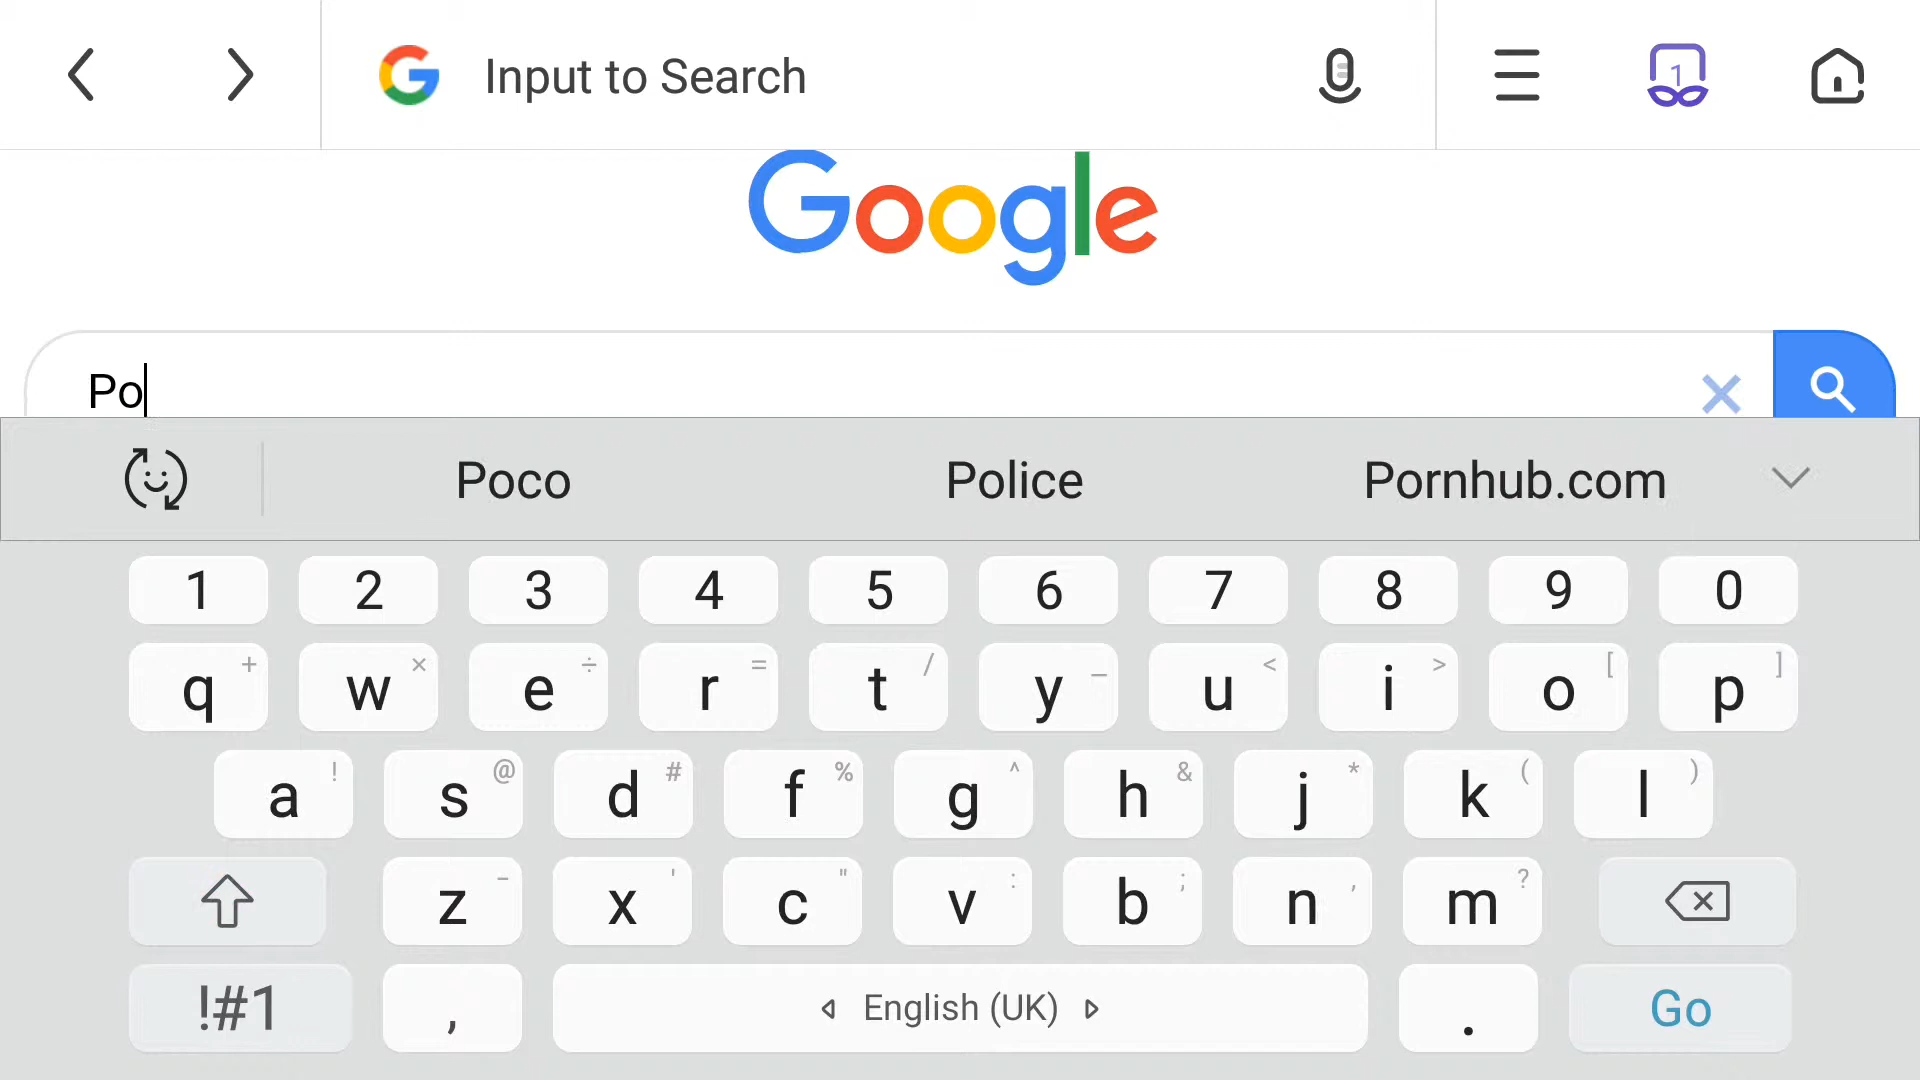 Input to Search
1
Google
Po
Poco Police Pornhub.com
1 2 3 4 5 6 7 8 9 0
q + w × e ÷ r = t / y _ u < i > o [ p ]
a ! s @ d # f % g ^ h & j * k ( l )
z - x ' c " v : b ; n , m ?
!#1 , English (UK) . Go